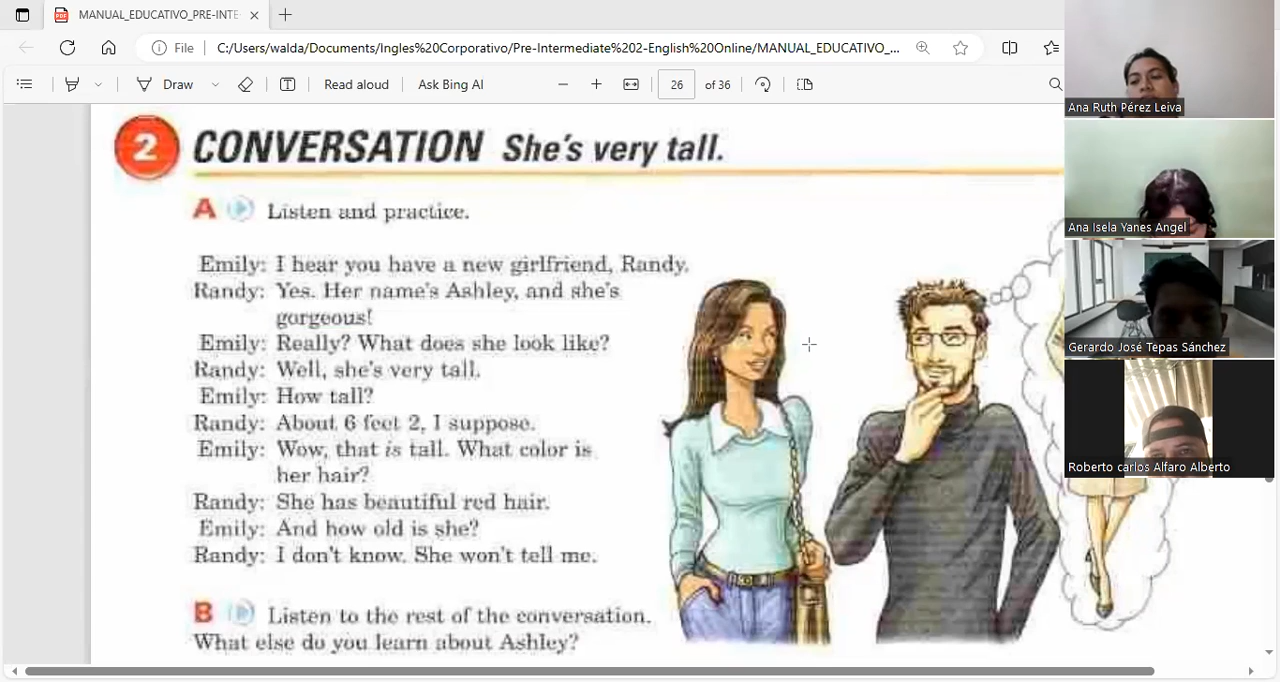 MANUAL_EDUCATIVO_PRE-INTE
File
C:/Users/walda/Documents/Ingles%20Corporativo/Pre-Intermediate%202-English%20Online/MANUAL_EDUCATIVO_...
Draw
Read aloud
Ask Bing AI
26 of 36
2 CONVERSATION She's very tall.
A Listen and practice.
Emily: I hear you have a new girlfriend, Randy.
Randy: Yes. Her name's Ashley, and she's
gorgeous!
Emily: Really? What does she look like?
Randy: Well, she's very tall.
Emily: How tall?
Randy: About 6 feet 2, I suppose.
Emily: Wow, that is tall. What color is
her hair?
Randy: She has beautiful red hair.
Emily: And how old is she?
Randy: I don't know. She won't tell me.
B Listen to the rest of the conversation.
What else do you learn about Ashley?
Ana Ruth Pérez Leiva
Ana Isela Yanes Angel
Gerardo José Tepas Sánchez
Roberto carlos Alfaro Alberto